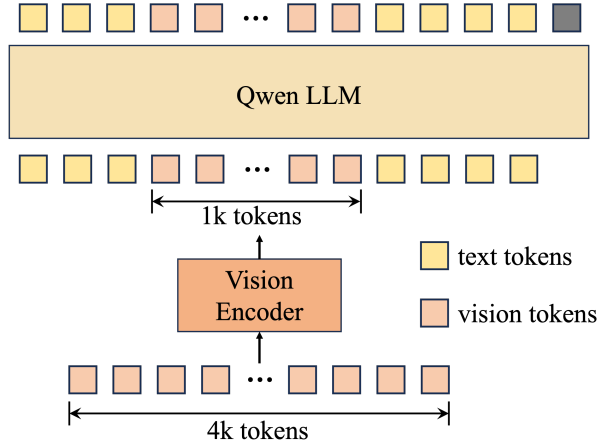 ...
Qwen LLM
...
1k tokens
Vision
Encoder
text tokens
vision tokens
...
4k tokens